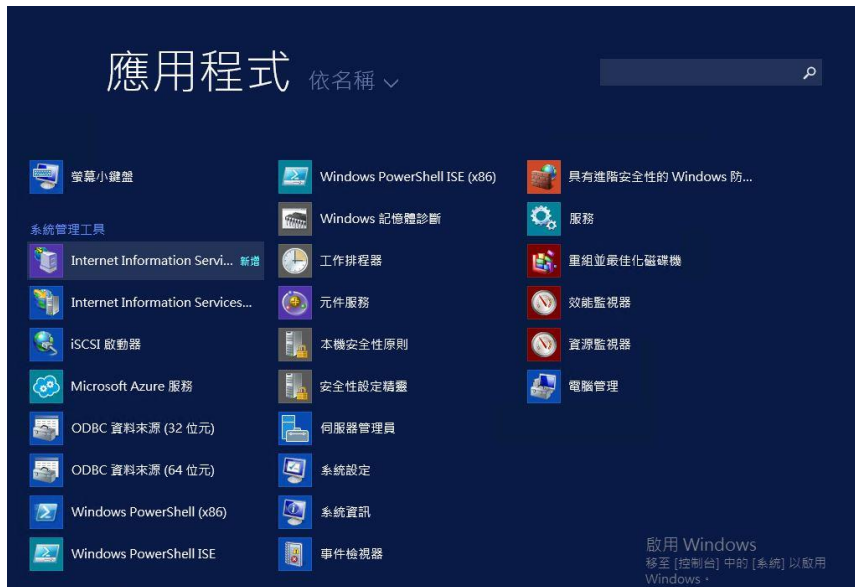 應用程式 依名稱
螢幕小鍵盤
系統管理工具
Internet Information Servi... 新增
Internet Information Services...
iSCSI 啟動器
Microsoft Azure 服務
ODBC 資料來源 (32 位元)
ODBC 資料來源 (64 位元)
Windows PowerShell (x86)
Windows PowerShell ISE
Windows PowerShell ISE (x86)
Windows 記憶體診斷
工作排程器
元件服務
本機安全性原則
安全性設定精靈
伺服器管理員
系統設定
系統資訊
事件檢視器
具有進階安全性的 Windows 防...
服務
重組並最佳化磁碟機
效能監視器
資源監視器
電腦管理
啟用 Windows
移至 [控制台] 中的 [系統] 以啟用
Windows。